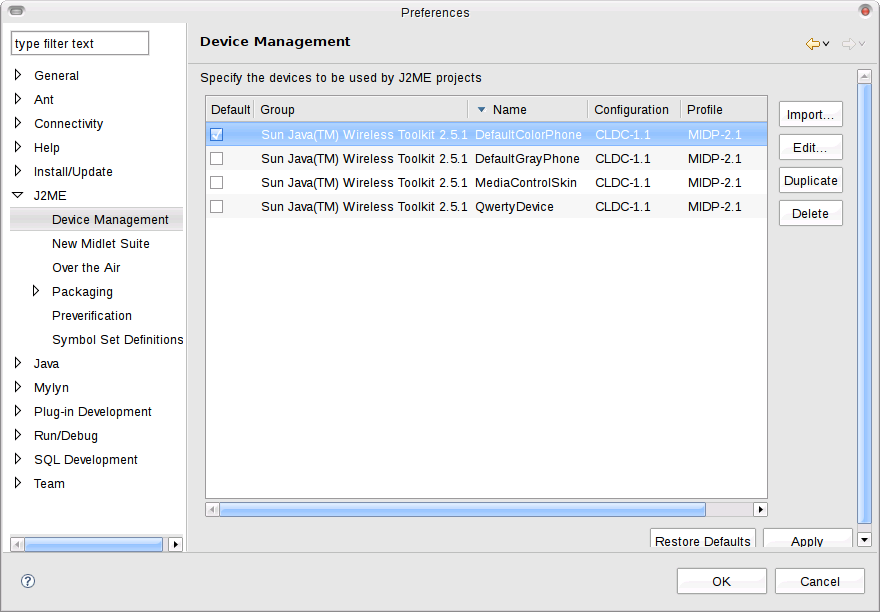 Preferences
type filter text
General
Ant
Connectivity
Help
Install/Update
J2ME
Device Management
New Midlet Suite
Over the Air
Packaging
Preverification
Symbol Set Definitions
Java
Mylyn
Plug-in Development
Run/Debug
SQL Development
Team
Device Management
Specify the devices to be used by J2ME projects
Default Group Name Configuration Profile
Sun Java(TM) Wireless Toolkit 2.5.1 DefaultColorPhone CLDC-1.1 MIDP-2.1
Sun Java(TM) Wireless Toolkit 2.5.1 DefaultGrayPhone CLDC-1.1 MIDP-2.1
Sun Java(TM) Wireless Toolkit 2.5.1 MediaControlSkin CLDC-1.1 MIDP-2.1
Sun Java(TM) Wireless Toolkit 2.5.1 QwertyDevice CLDC-1.1 MIDP-2.1
Import...
Edit...
Duplicate
Delete
Restore Defaults Apply
? OK Cancel